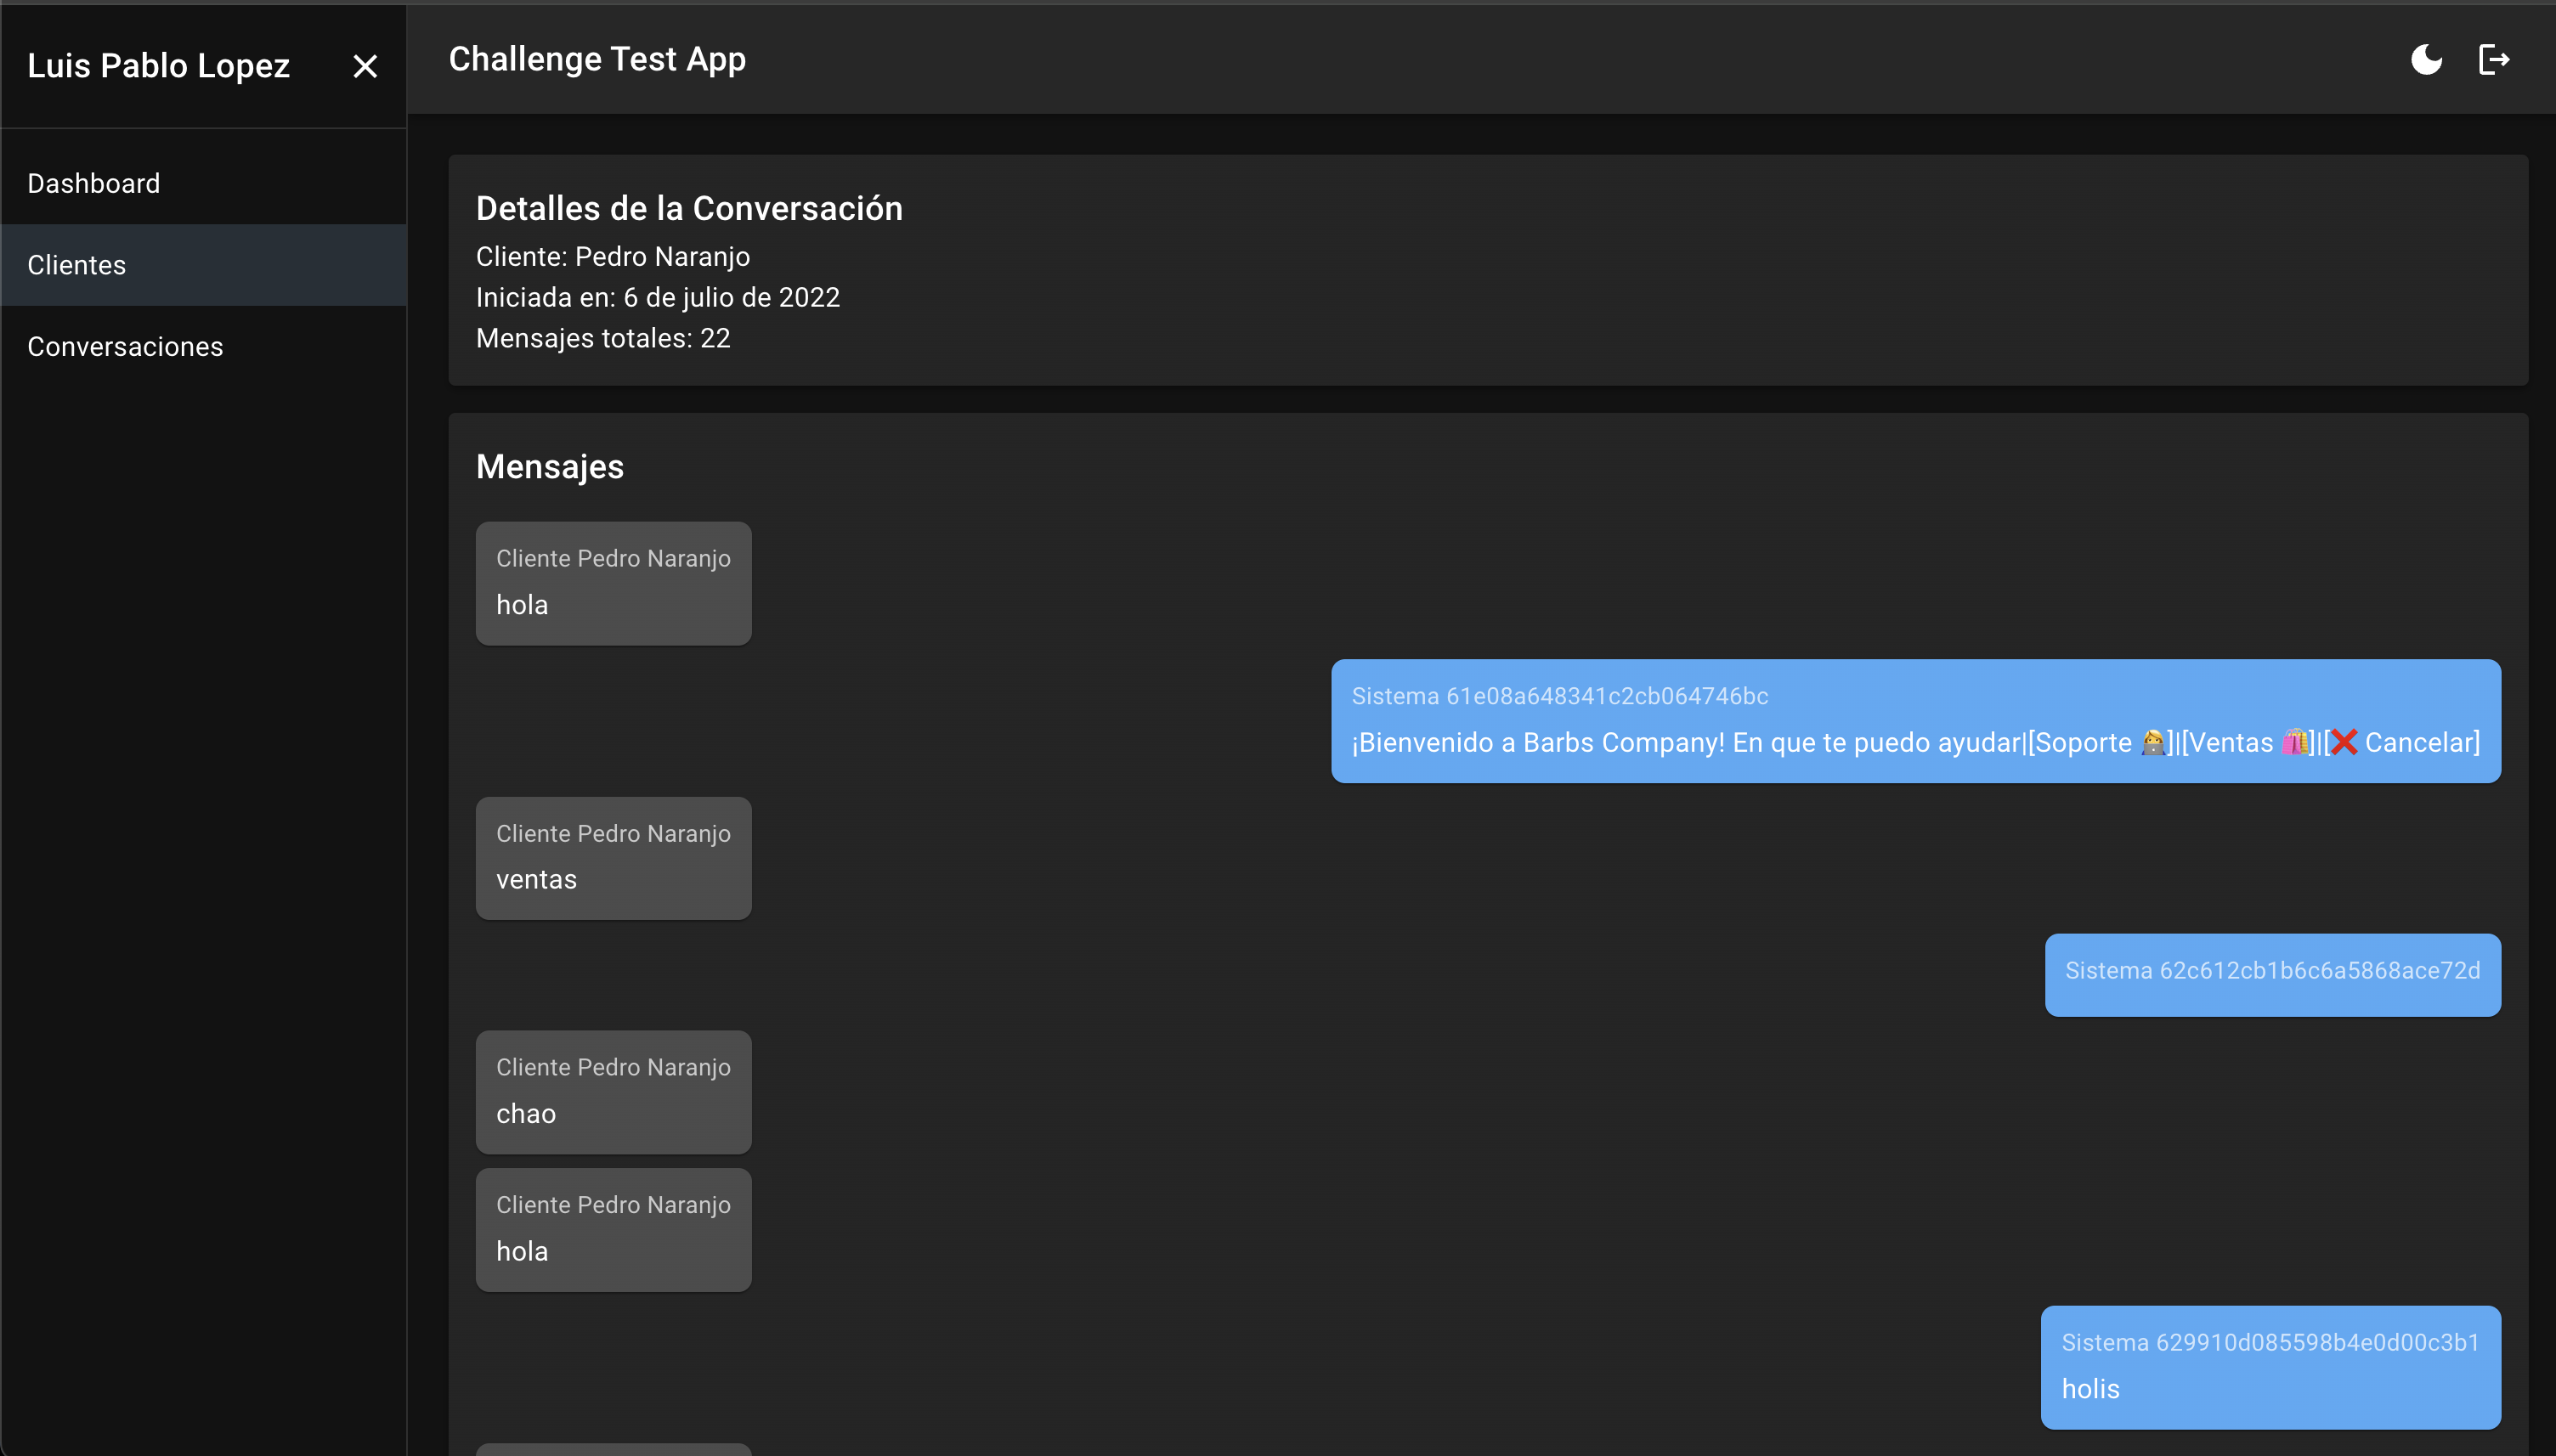 Luis Pablo Lopez
Challenge Test App
Dashboard
Clientes
Conversaciones
Detalles de la Conversación
Cliente: Pedro Naranjo
Iniciada en: 6 de julio de 2022
Mensajes totales: 22
Mensajes
Cliente Pedro Naranjo
hola
Sistema 61e08a648341c2cb064746bc
¡Bienvenido a Barbs Company! En que te puedo ayudar|[Soporte 👩‍💻]|[Ventas 🛍️]|[❌ Cancelar]
Cliente Pedro Naranjo
ventas
Sistema 62c612cb1b6c6a5868ace72d
Cliente Pedro Naranjo
chao
Cliente Pedro Naranjo
hola
Sistema 629910d085598b4e0d00c3b1
holis